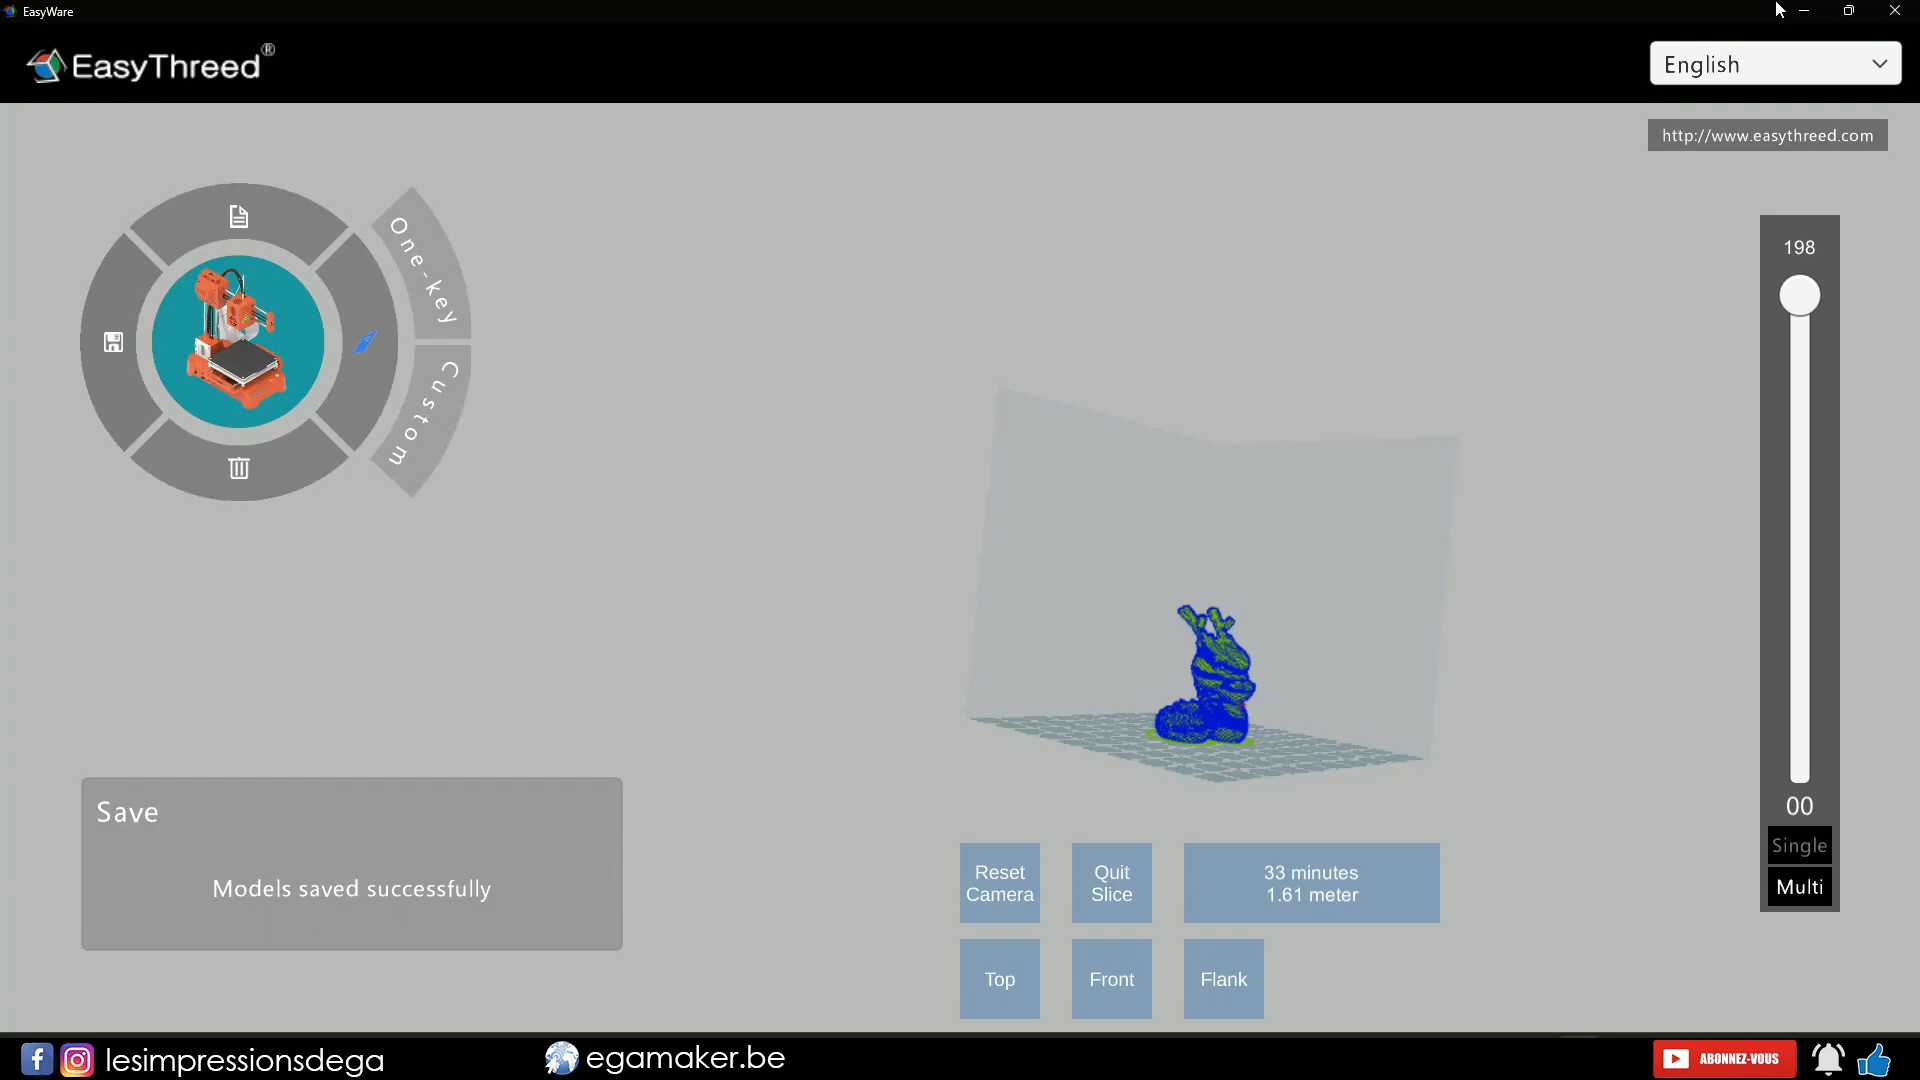 EasyWare
EasyThreed®
English
http://www.easythreed.com
One-key
Custom
198
00
Single
Multi
Save
Models saved successfully
Reset
Camera
Quit
Slice
33 minutes
1.61 meter
Top
Front
Flank
lesimpressionsdega
egamaker.be
ABONNEZ-VOUS